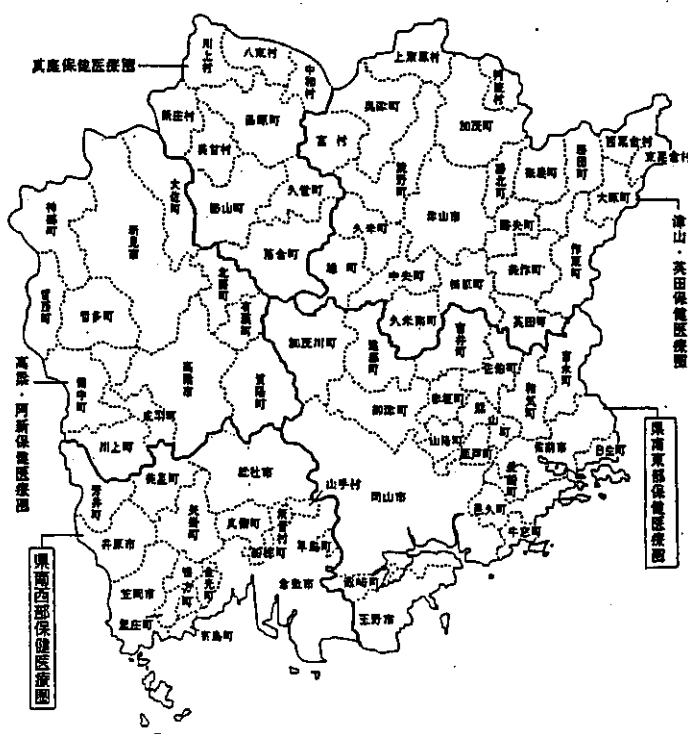 真庭保健医療圏
川上村
八束村
中和村
新庄村
美甘村
湯原町
勝山町
久世町
落合町
上斎原村
阿波村
奥津町
加茂町
富村
鏡野町
津山市
勝北町
奈義町
勝田町
西粟倉村
東粟倉村
大原町
勝央町
美作町
作東町
英田町
久米町
旭町
中央町
柵原町
久米南町
津山・英田保健医療圏
神郷町
新見市
大佐町
哲西町
哲多町
北房町
有漢町
高梁市
賀陽町
備中町
成羽町
川上町
高梁・阿新保健医療圏
加茂川町
建部町
吉井町
佐伯町
吉永町
和気町
御津町
赤坂町
熊山町
山陽町
瀬戸町
備前市
日生町
長船町
邑久町
牛窓町
岡山市
灘崎町
玉野市
県南東部保健医療圏
芳井町
美星町
総社市
山手村
矢掛町
真備町
清音村
船穂町
早島町
井原市
笠岡市
鴨方町
金光町
里庄町
寄島町
倉敷市
県南西部保健医療圏